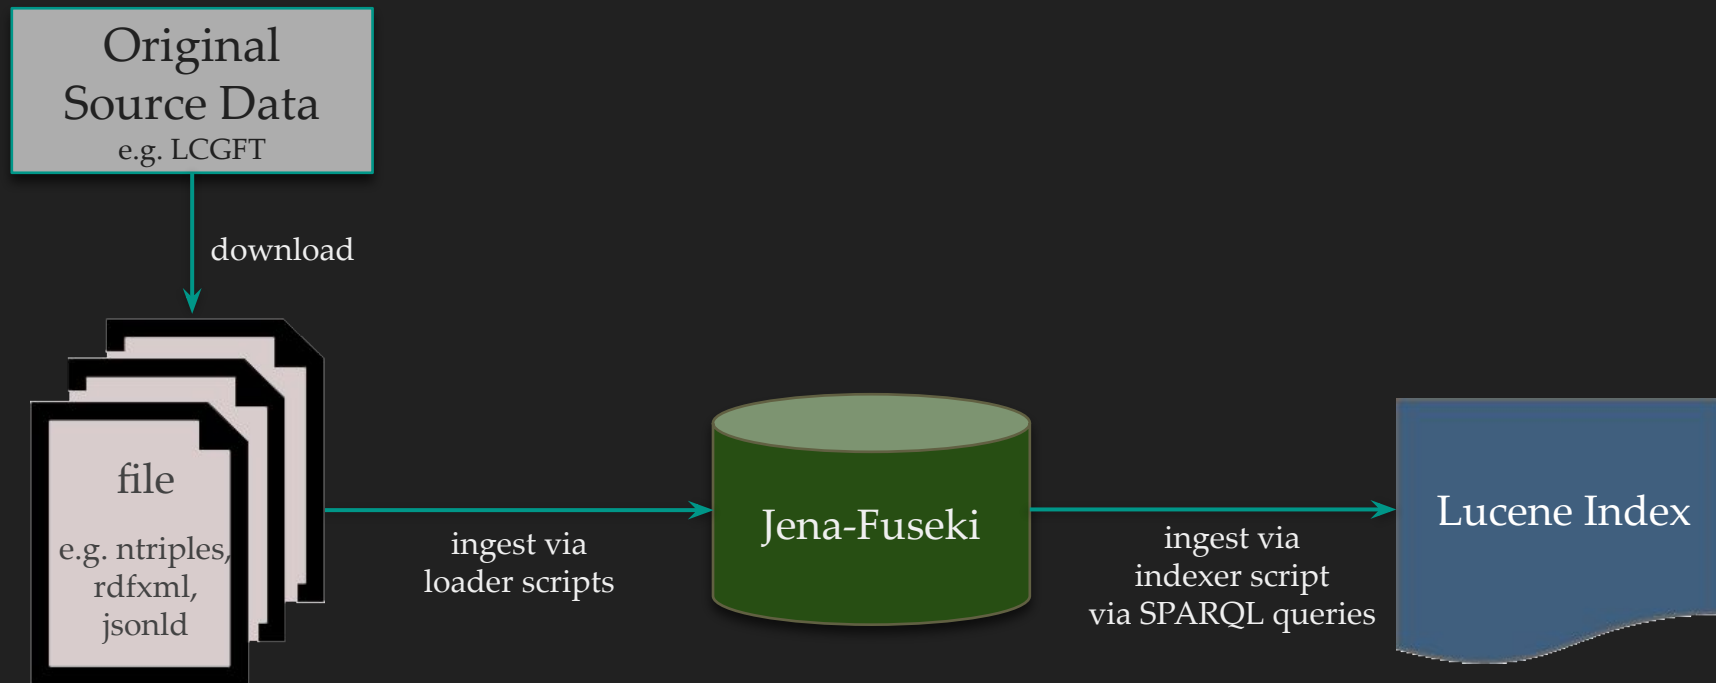 Original
Source Data
e.g. LCGFT
download
file
e.g. ntriples,
rdfxml,
jsonld
ingest via
loader scripts
Jena-Fuseki
ingest via
indexer script
via SPARQL queries
Lucene Index